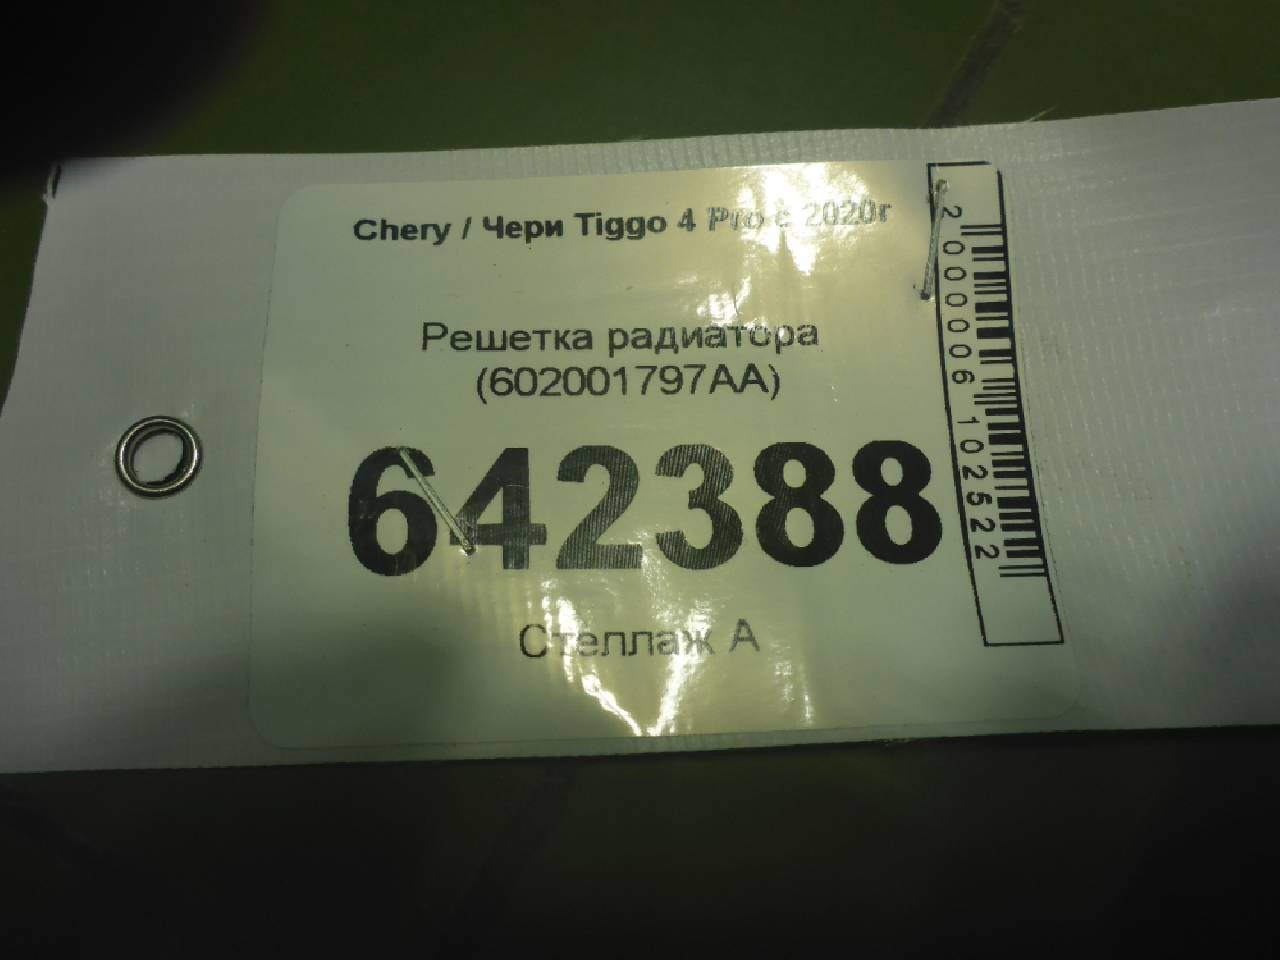 Chery / Чери Tiggo 4 Pro с 2020г
Решетка радиатора
(602001797AA)
642388
Стеллаж А
2000006102522